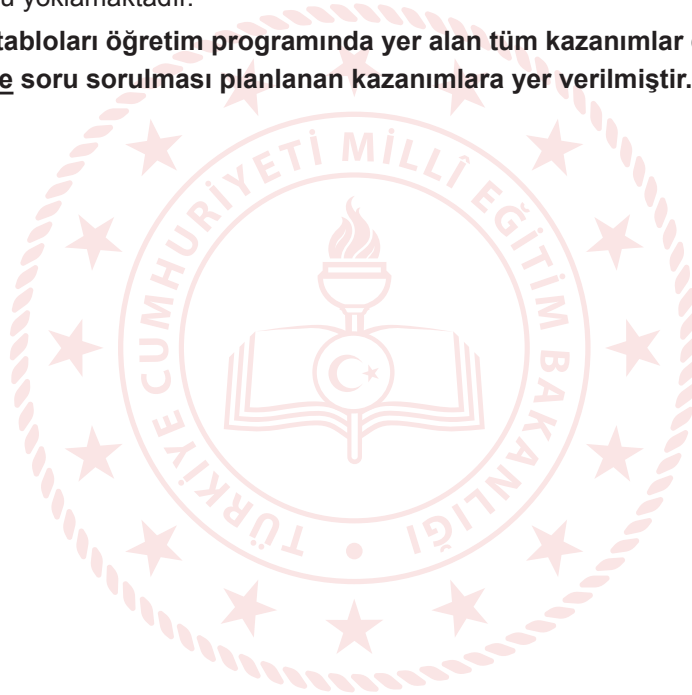 u yoklamaktadır.
tabloları öğretim programında yer alan tüm kazanımlar
e soru sorulması planlanan kazanımlara yer verilmiştir.
TÜRKİYE CUMHURİYETİ MİLLÎ EĞİTİM BAKANLIĞI